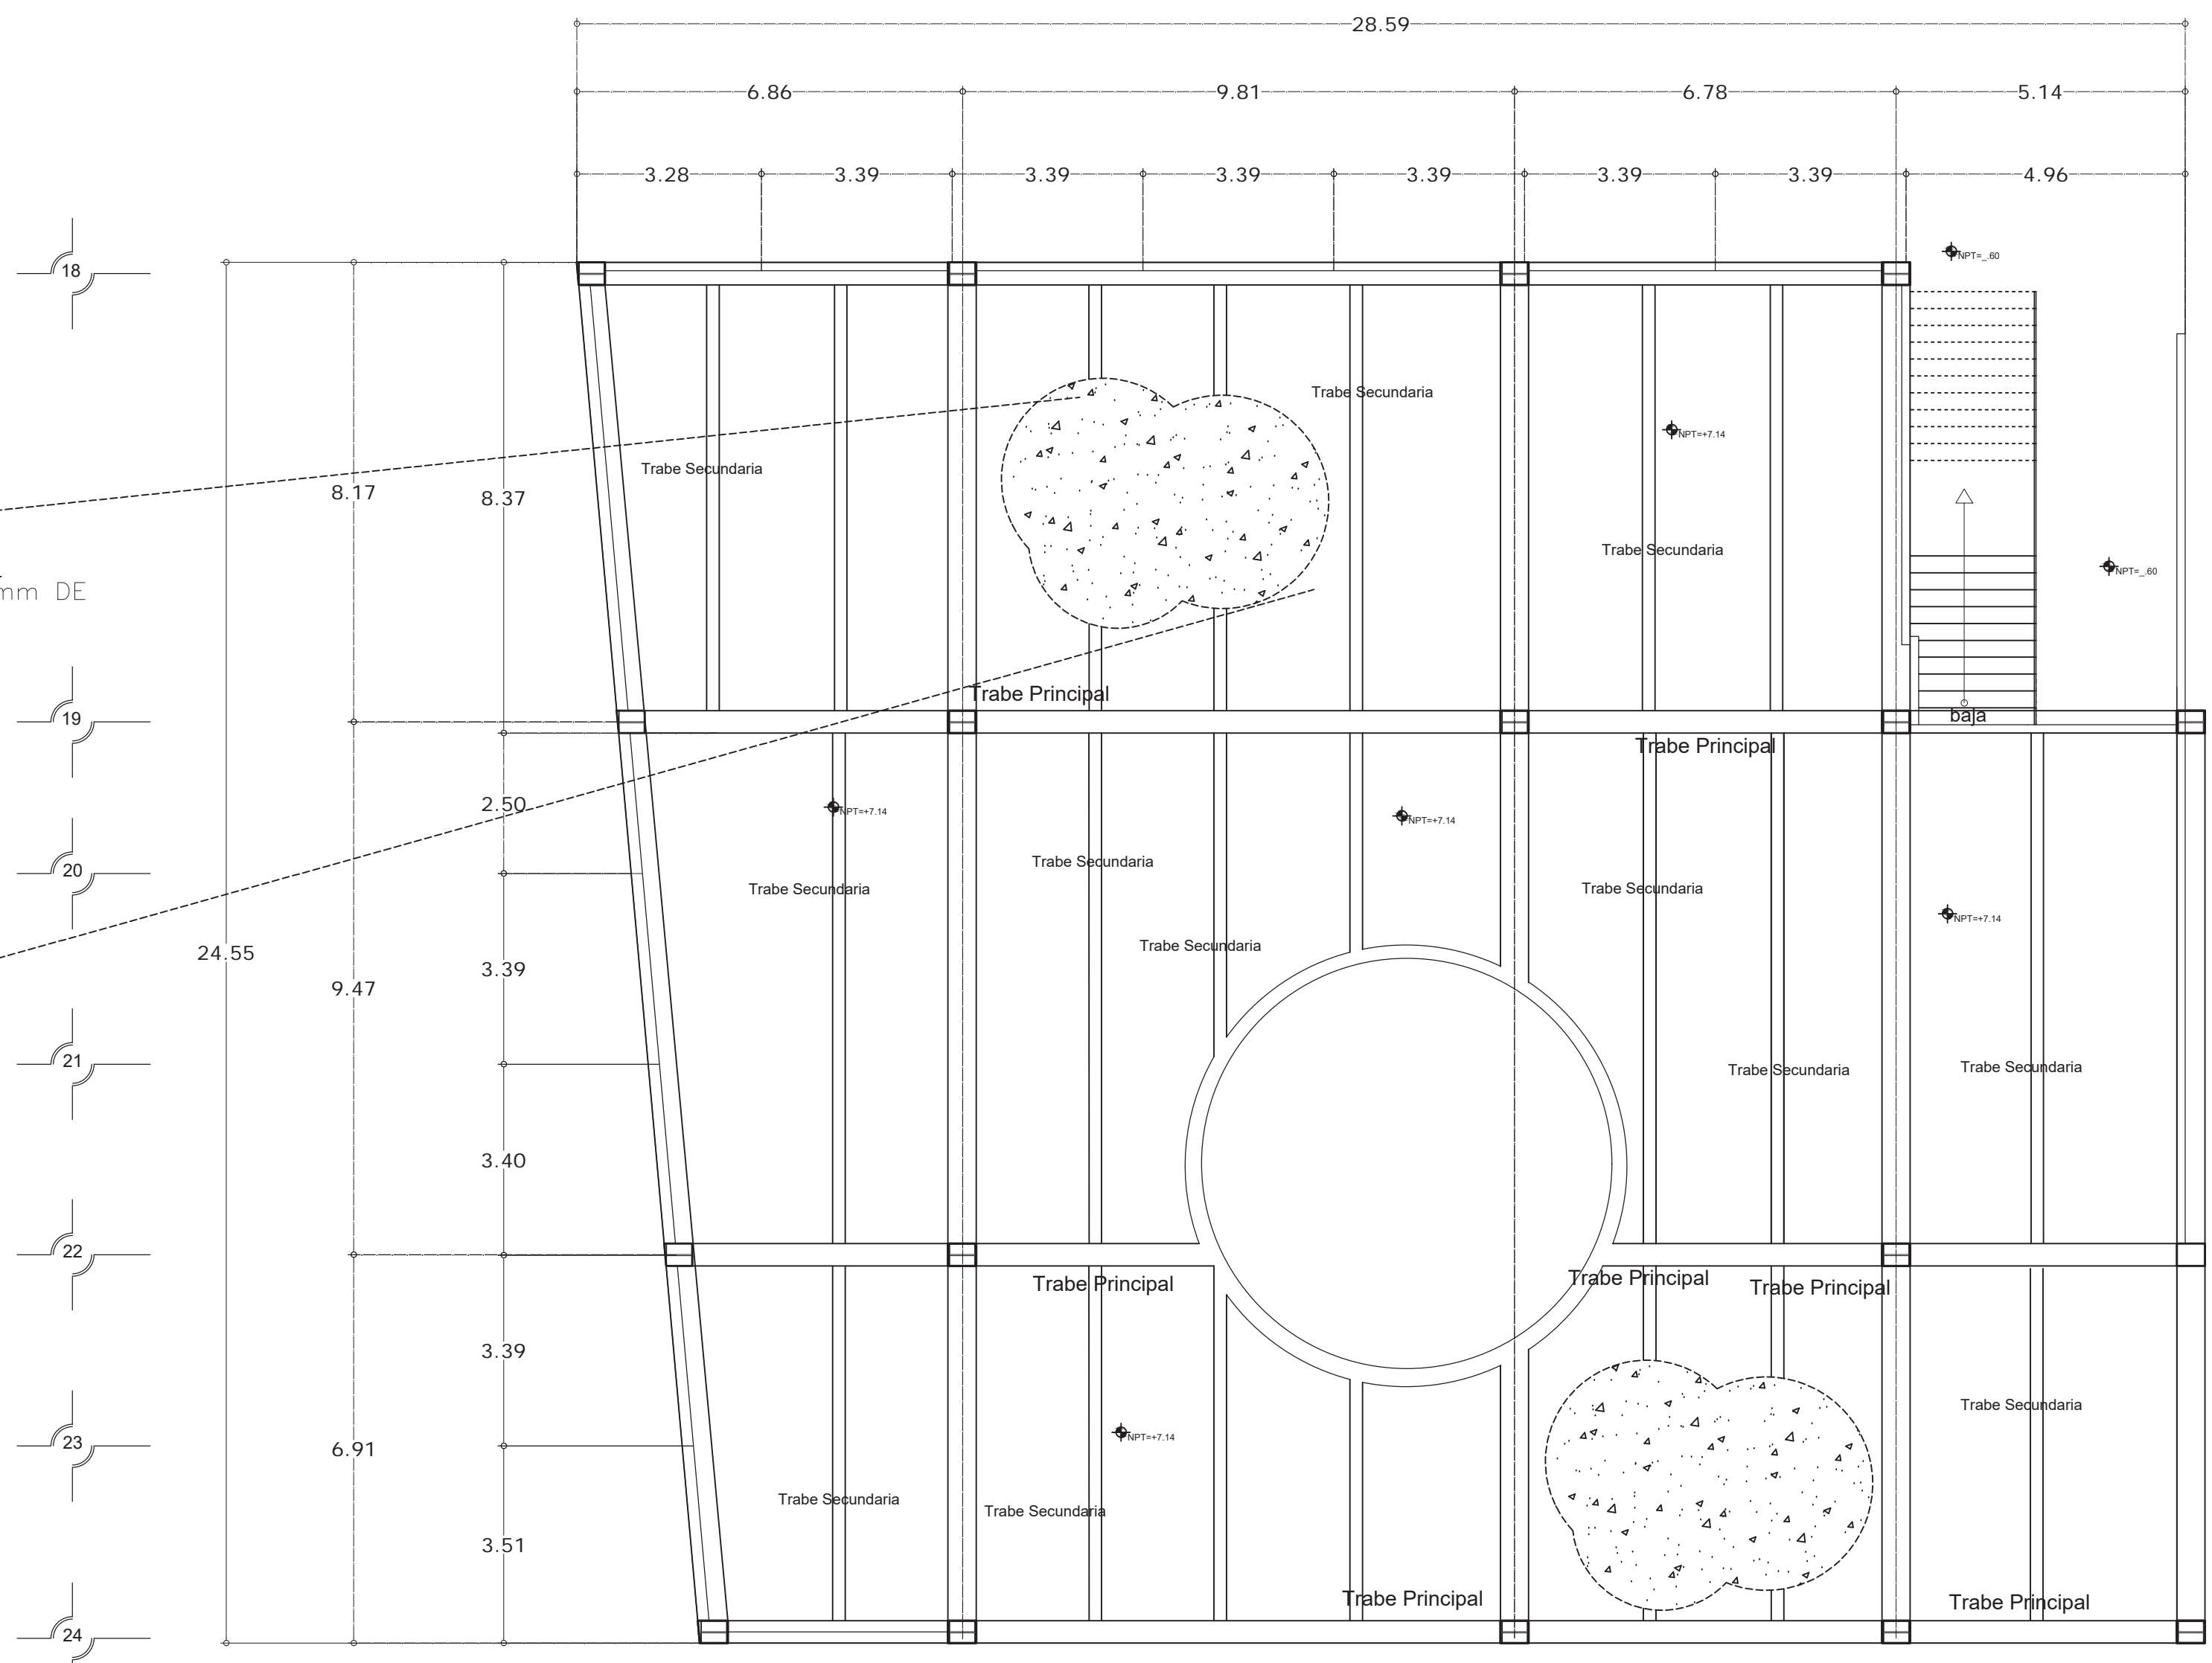 28.59
6.86 9.81 6.78 5.14
3.28 3.39 3.39 3.39 3.39 3.39 3.39 4.96
NPT=_.60
18
Trabe Secundaria
NPT=+7.14
Trabe Secundaria
8.17 8.37
Trabe Secundaria
NPT=_.60
mm DE
Trabe Principal
19
baja
Trabe Principal
2.50
NPT=+7.14
NPT=+7.14
Trabe Secundaria
20
Trabe Secundaria
Trabe Secundaria
NPT=+7.14
Trabe Secundaria
24.55
3.39
9.47
21
Trabe Secundaria
Trabe Secundaria
3.40
22
Trabe Principal
Trabe Principal
Trabe Principal
3.39
Trabe Secundaria
NPT=+7.14
23
6.91
Trabe Secundaria
Trabe Secundaria
3.51
Trabe Principal
Trabe Principal
24